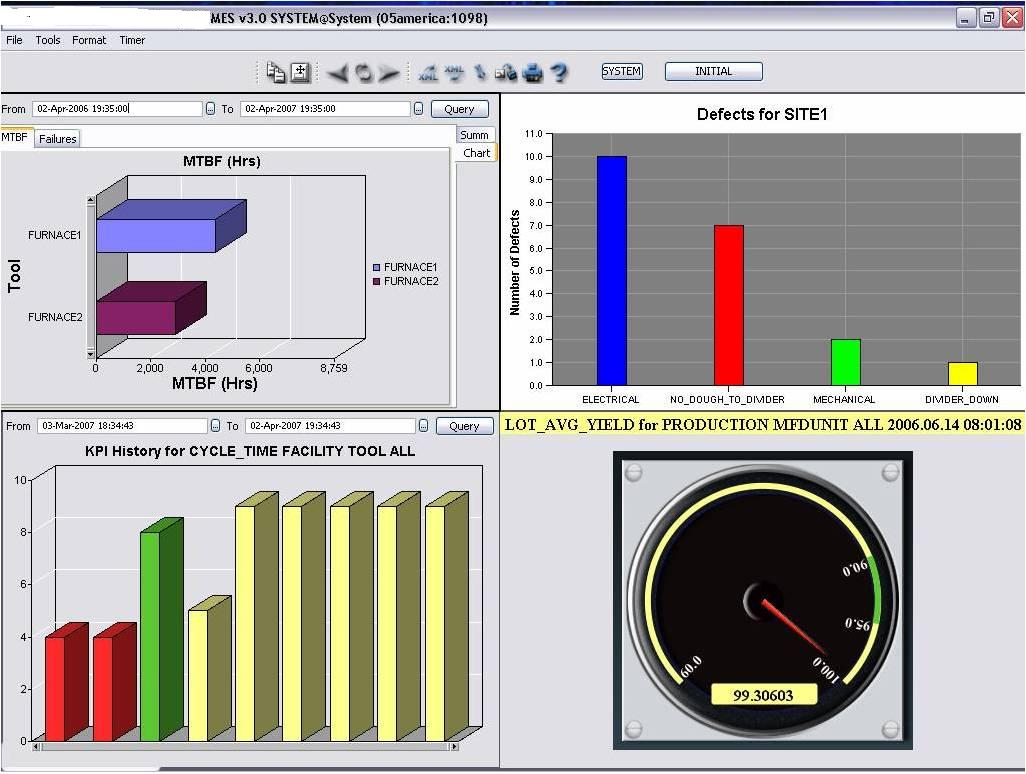 MES v3.0 SYSTEM@System (05america:1098)
File Tools Format Timer
XML XML ? SYSTEM INITIAL
From 02-Apr-2006 19:35:00 To 02-Apr-2007 19:35:00 Query
MTBF Failures
Summ
Chart
MTBF (Hrs)
Tool
FURNACE1
FURNACE2
FURNACE1
FURNACE2
0 2,000 4,000 6,000 8,759
MTBF (Hrs)
Defects for SITE1
Number of Defects
11.0
10.0
9.0
8.0
7.0
6.0
5.0
4.0
3.0
2.0
1.0
0.0
ELECTRICAL NO_DOUGH_TO_DIVIDER MECHANICAL DIVIDER_DOWN
From 03-Mar-2007 18:34:43 To 02-Apr-2007 19:34:43 Query
KPI History for CYCLE_TIME FACILITY TOOL ALL
10
8
6
4
2
0
LOT_AVG_YIELD for PRODUCTION MFDUNIT ALL 2006.06.14 08:01:08
60.0
90.0
95.0
100.0
99.30603